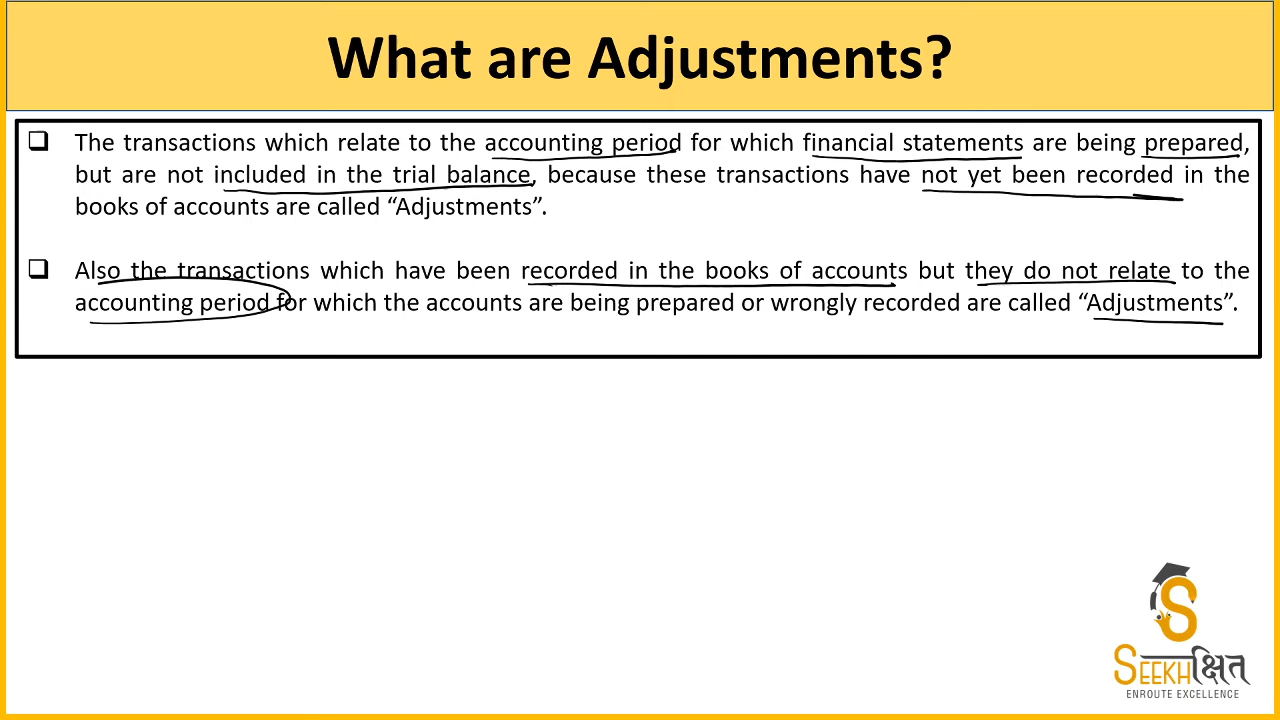 What are Adjustments?
The transactions which relate to the accounting period for which financial statements are being prepared,
but are not included in the trial balance, because these transactions have not yet been recorded in the
books of accounts are called “Adjustments”.
Also the transactions which have been recorded in the books of accounts but they do not relate to the
accounting period for which the accounts are being prepared or wrongly recorded are called “Adjustments”.
S
SEEKHक्षित
ENROUTE EXCELLENCE